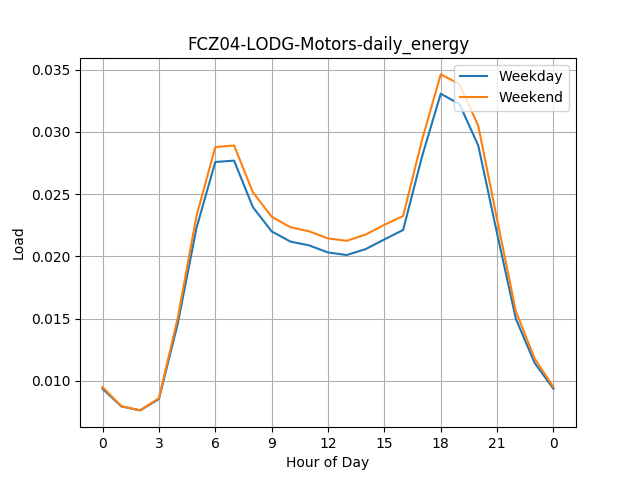 FCZ04-LODG-Motors-daily_energy
Weekday
Weekend
0.035
0.030
0.025
0.020
0.015
0.010
Load
0 3 6 9 12 15 18 21 0
Hour of Day